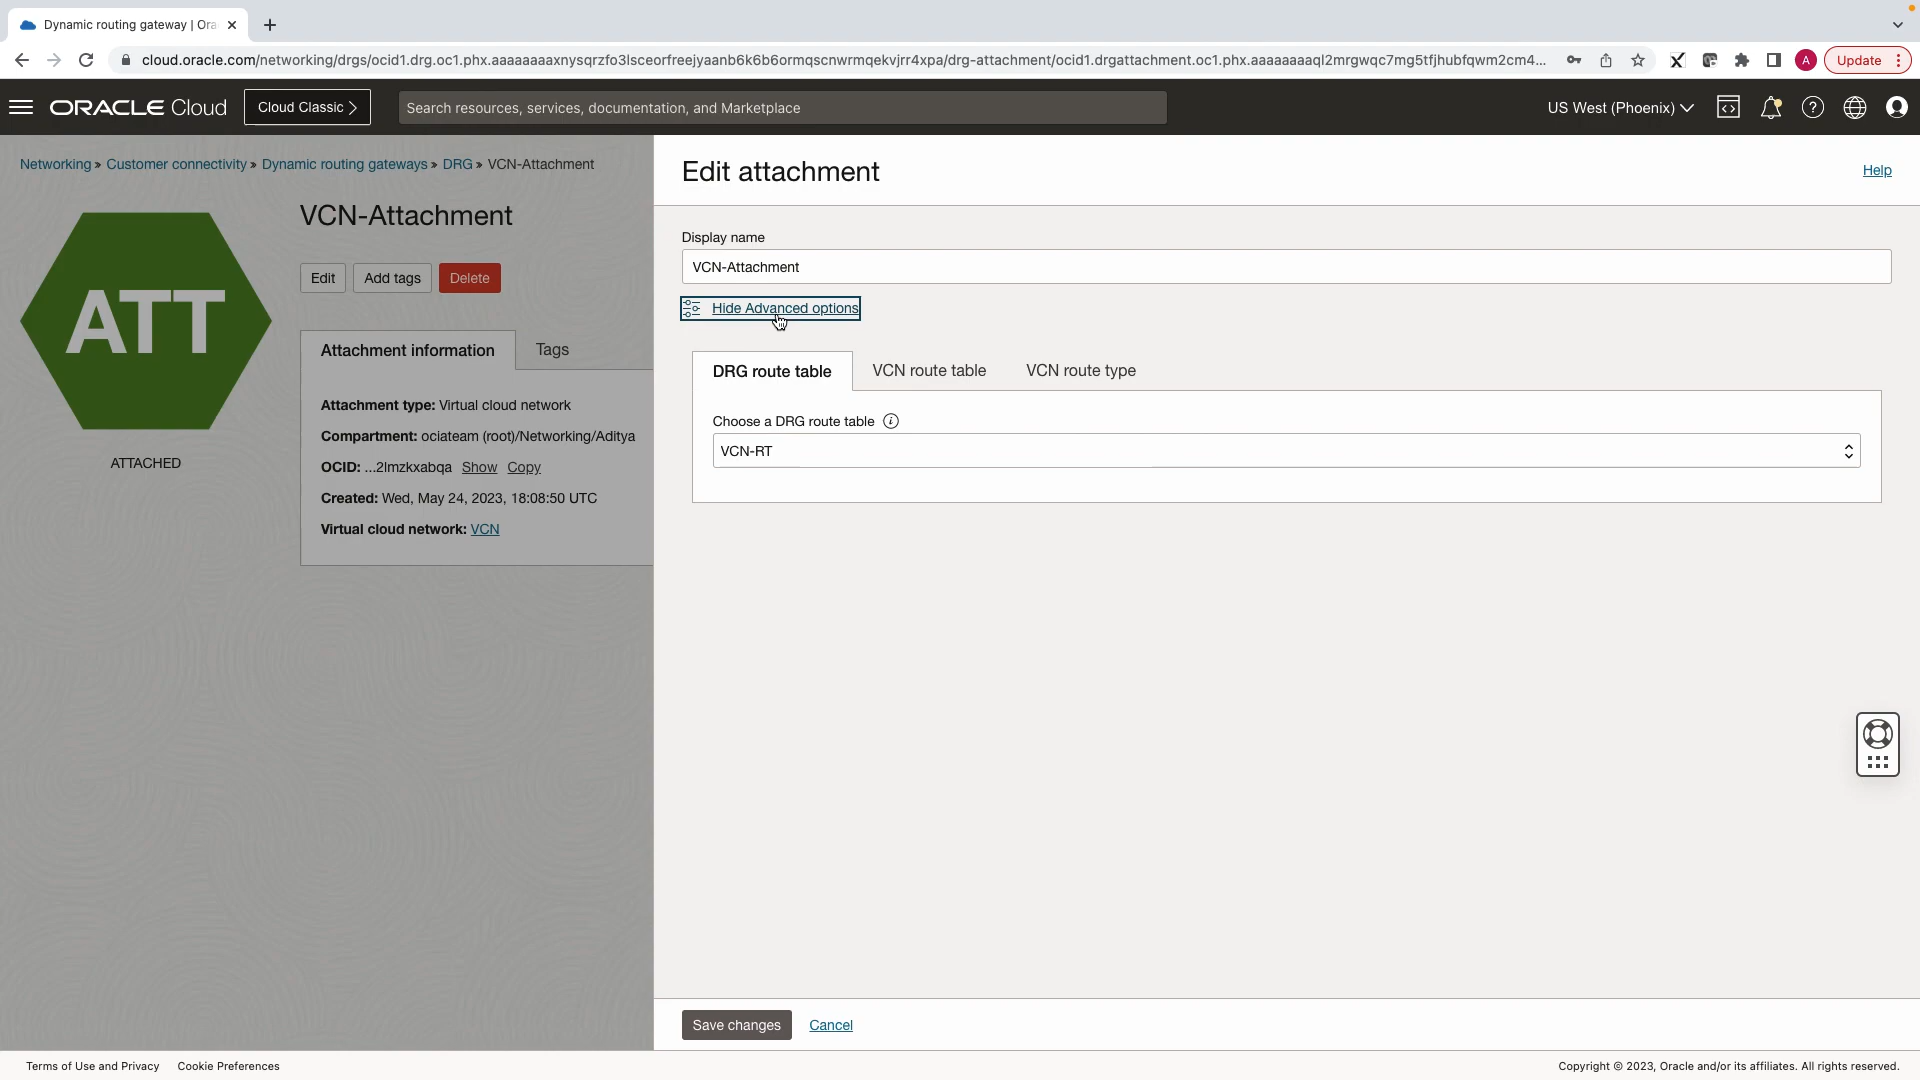 Dynamic routing gateway | Ora
cloud.oracle.com/networking/drgs/ocid1.drg.oc1.phx.aaaaaaaaxnysqrzfo3lsceorfreejyaanb6k6b6ormqscnwrmqekvjrr4xpa/drg-attachment/ocid1.drgattachment.oc1.phx.aaaaaaaaql2mrgwqc7mg5tfjhubfqwm2cm4...
A
Update
ORACLE Cloud
Cloud Classic
Search resources, services, documentation, and Marketplace
US West (Phoenix)
Networking » Customer connectivity » Dynamic routing gateways » DRG » VCN-Attachment
ATT
ATTACHED
VCN-Attachment
Edit
Add tags
Delete
Attachment information
Tags
Attachment type: Virtual cloud network
Compartment: ociateam (root)/Networking/Aditya
OCID: ...2lmzkxabqa Show Copy
Created: Wed, May 24, 2023, 18:08:50 UTC
Virtual cloud network: VCN
Edit attachment
Help
Display name
VCN-Attachment
Hide Advanced options
DRG route table
VCN route table
VCN route type
Choose a DRG route table
VCN-RT
Save changes
Cancel
Terms of Use and Privacy
Cookie Preferences
Copyright © 2023, Oracle and/or its affiliates. All rights reserved.